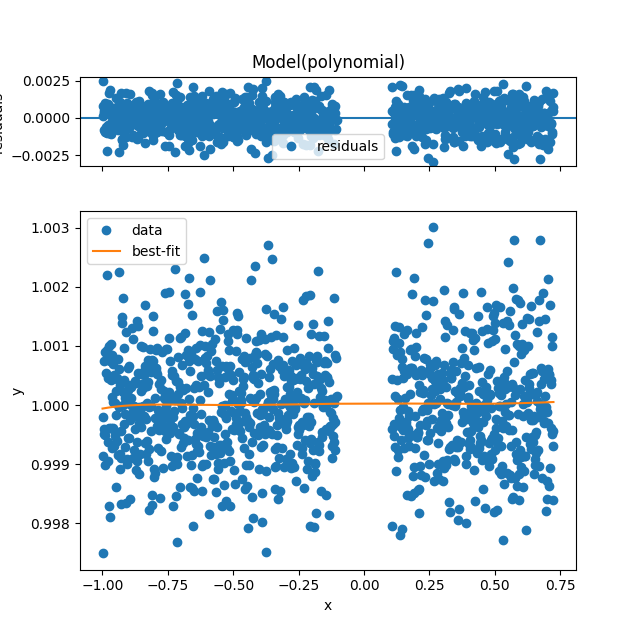 Model(polynomial)
0.0025
0.0000
−0.0025
residuals
residuals
1.003
1.002
1.001
1.000
0.999
0.998
y
data
best-fit
−1.00 −0.75 −0.50 −0.25 0.00 0.25 0.50 0.75
x